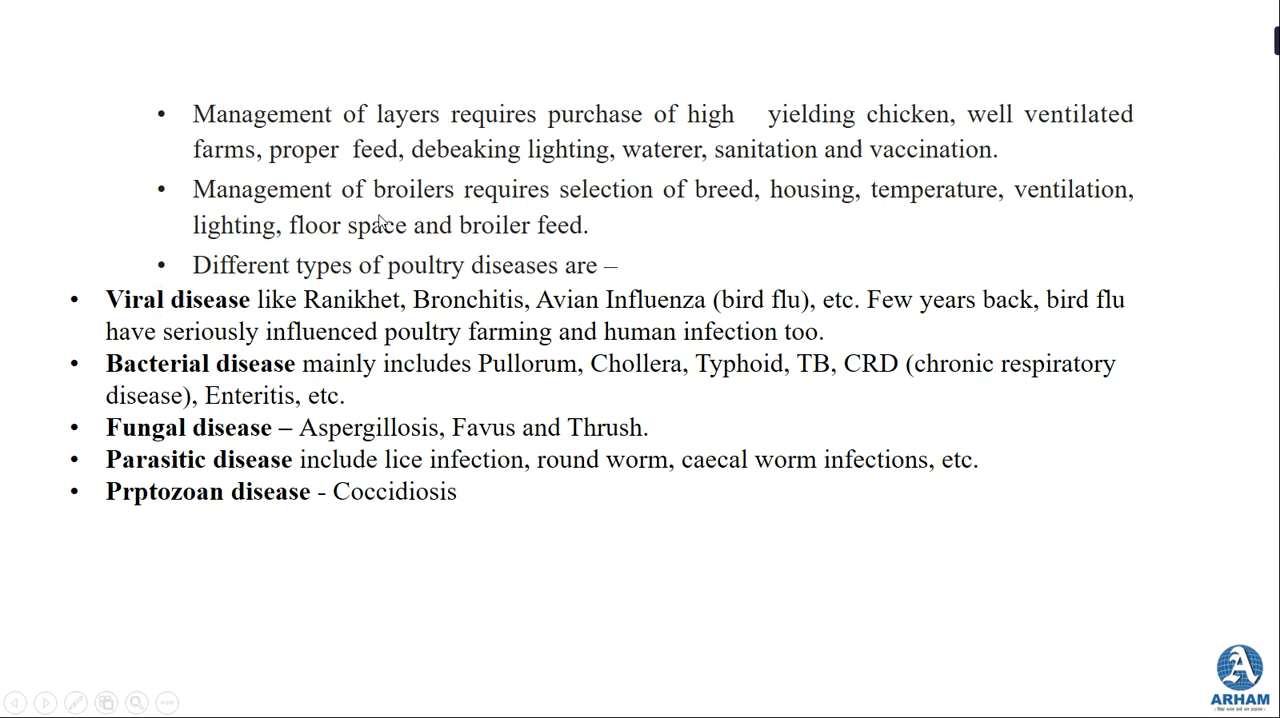 • Management of layers requires purchase of high yielding chicken, well ventilated
farms, proper feed, debeaking lighting, waterer, sanitation and vaccination.
• Management of broilers requires selection of breed, housing, temperature, ventilation,
lighting, floor space and broiler feed.
• Different types of poultry diseases are –
• Viral disease like Ranikhet, Bronchitis, Avian Influenza (bird flu), etc. Few years back, bird flu
have seriously influenced poultry farming and human infection too.
• Bacterial disease mainly includes Pullorum, Chollera, Typhoid, TB, CRD (chronic respiratory
disease), Enteritis, etc.
• Fungal disease – Aspergillosis, Favus and Thrush.
• Parasitic disease include lice infection, round worm, caecal worm infections, etc.
• Prptozoan disease - Coccidiosis
A
ARHAM